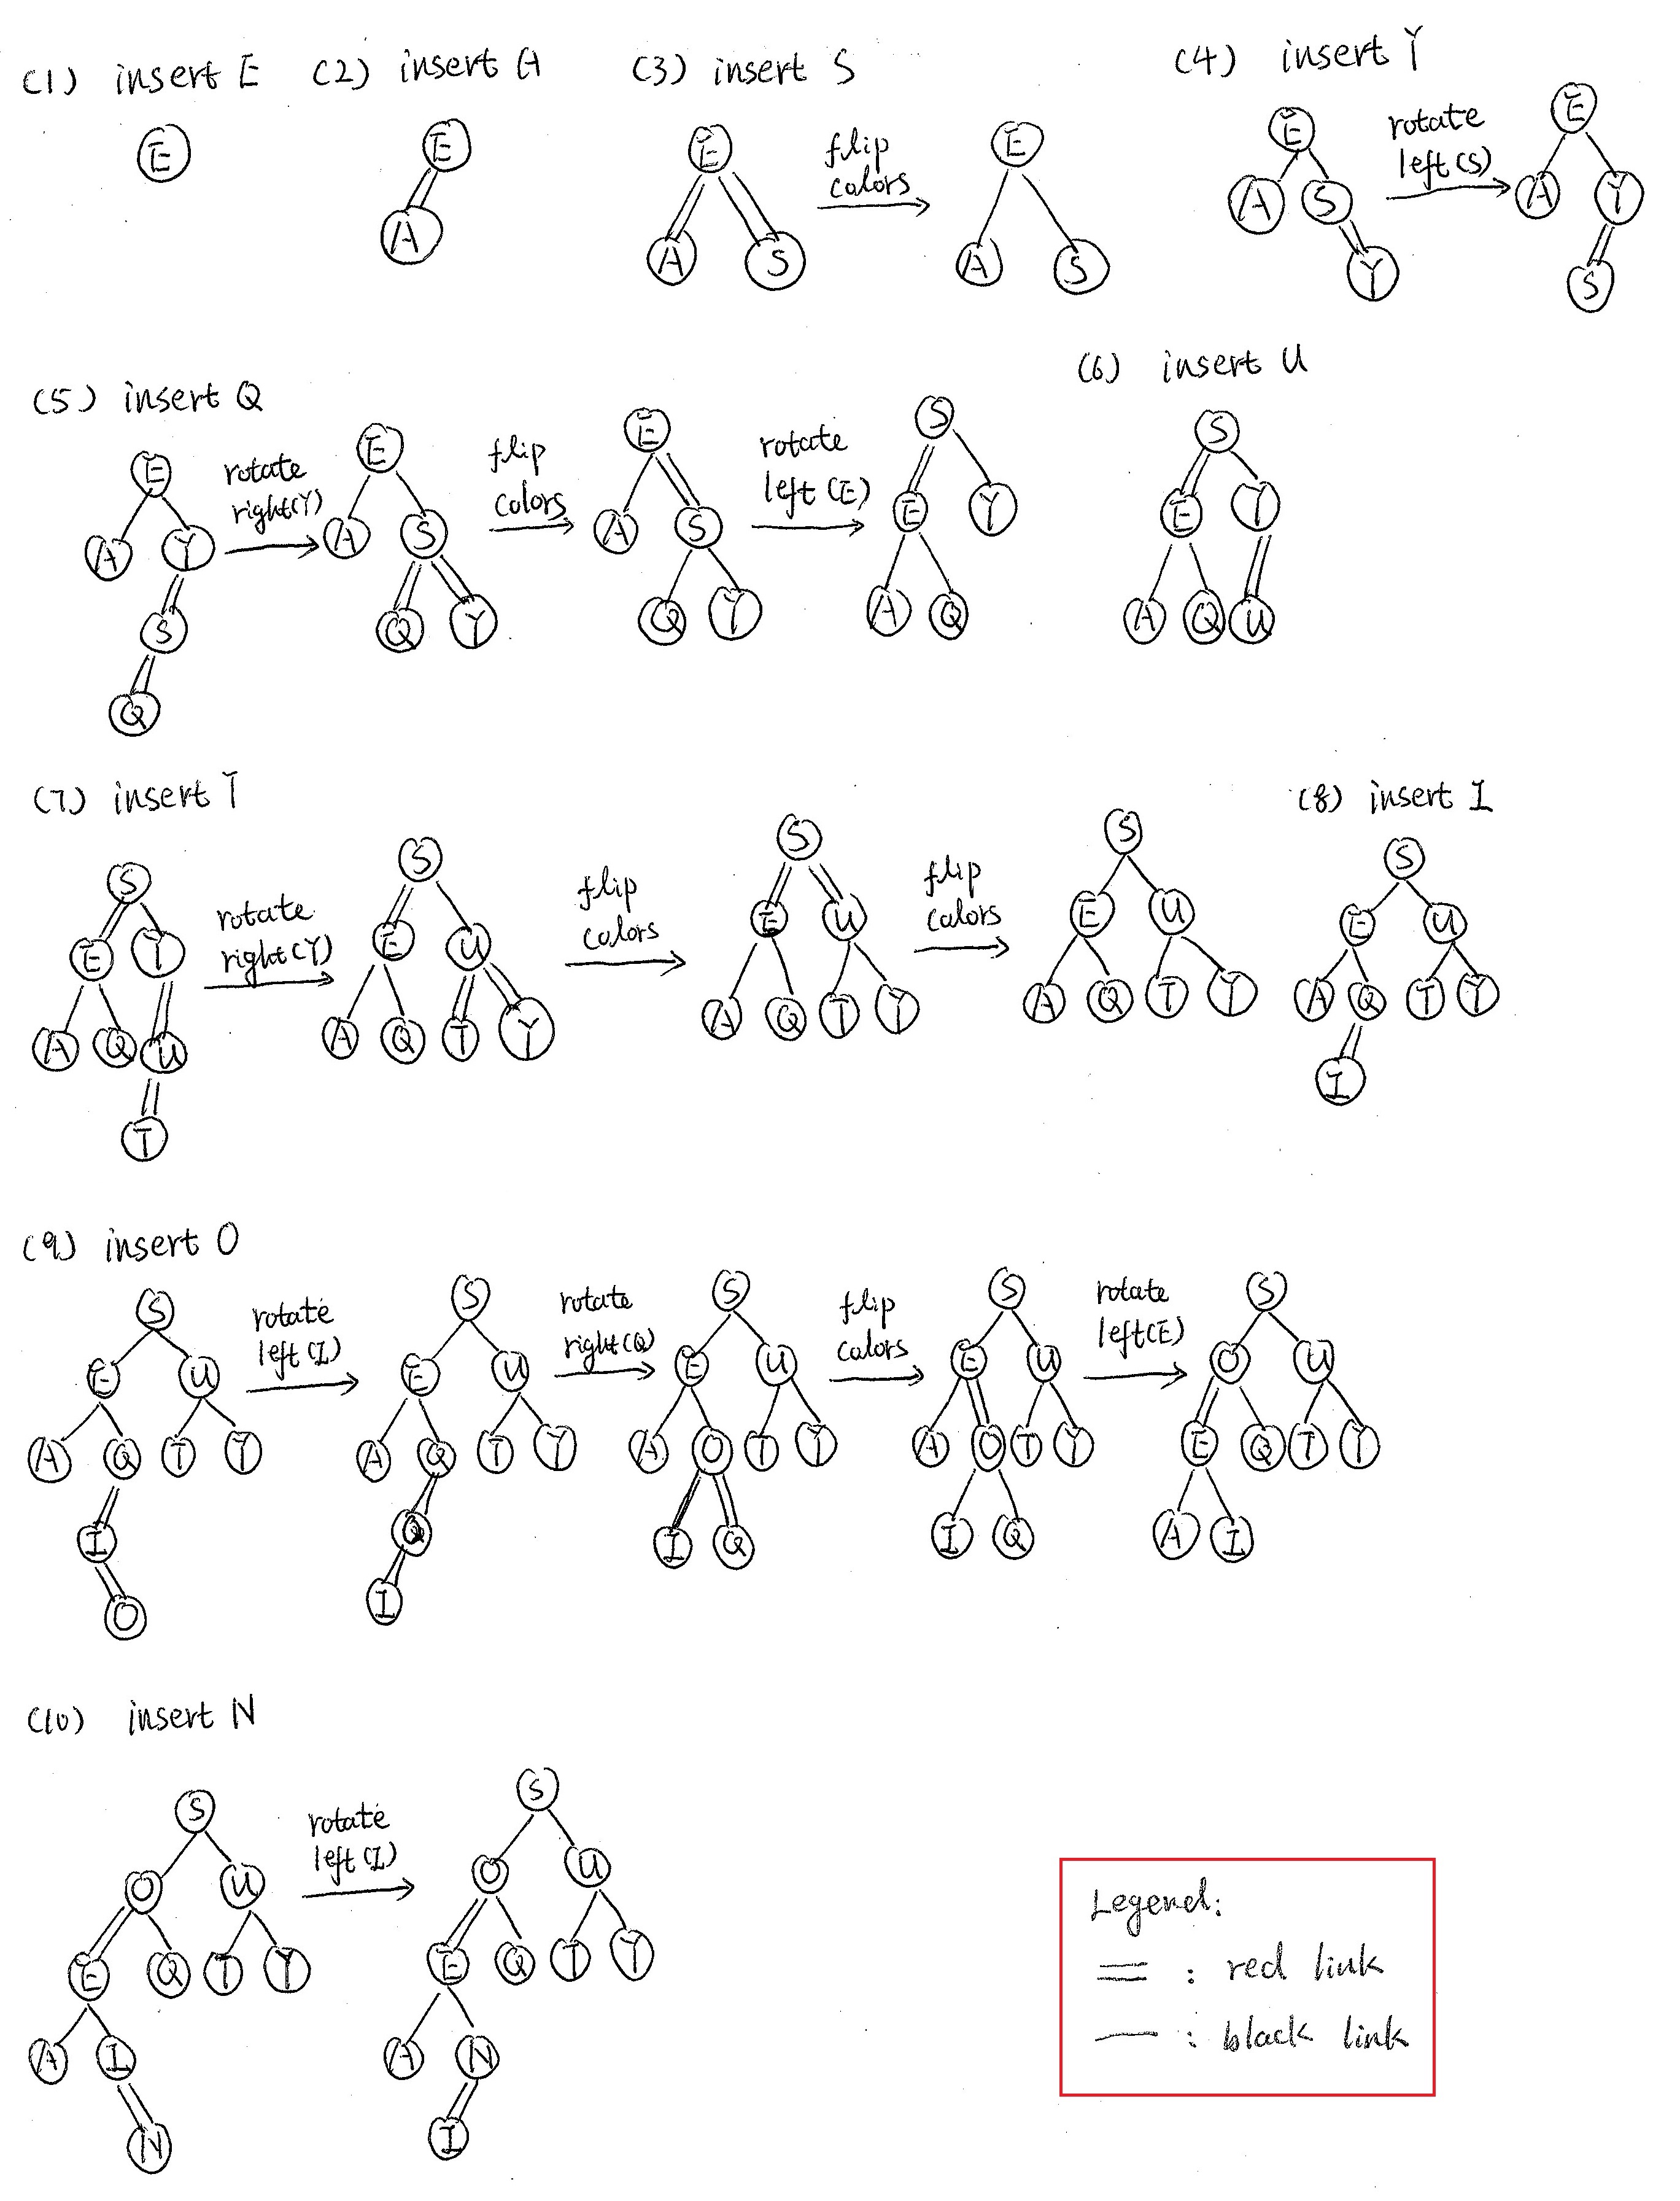 (1) insert E
(2) insert A
(3) insert S
(4) insert Y
E
E
A
E
A S
flip
colors
E
A S
E
A S
Y
rotate
left (S)
E
A Y
S
(5) insert Q
(6) insert U
E
A Y
S
Q
rotate
right(Y)
E
A S
Q Y
flip
colors
E
A S
Q Y
rotate
left (E)
S
E Y
A Q
S
E Y
A Q U
(7) insert T
(8) insert I
S
E Y
A Q U
T
rotate
right(Y)
S
E U
A Q T Y
flip
colors
S
E U
A Q T Y
flip
colors
S
E U
A Q T Y
S
E U
A Q T Y
I
(9) insert O
S
E U
A Q T Y
I
O
rotate
left (I)
S
E U
A Q T Y
I
rotate
right(Q)
S
E U
A O T Y
I Q
flip
colors
S
E U
A O T Y
I Q
rotate
left(E)
S
O U
E Q T Y
A I
(10) insert N
S
O U
E Q T Y
A I
N
rotate
left (I)
S
O U
E Q T Y
A N
I
Legend:
: red link
: black link